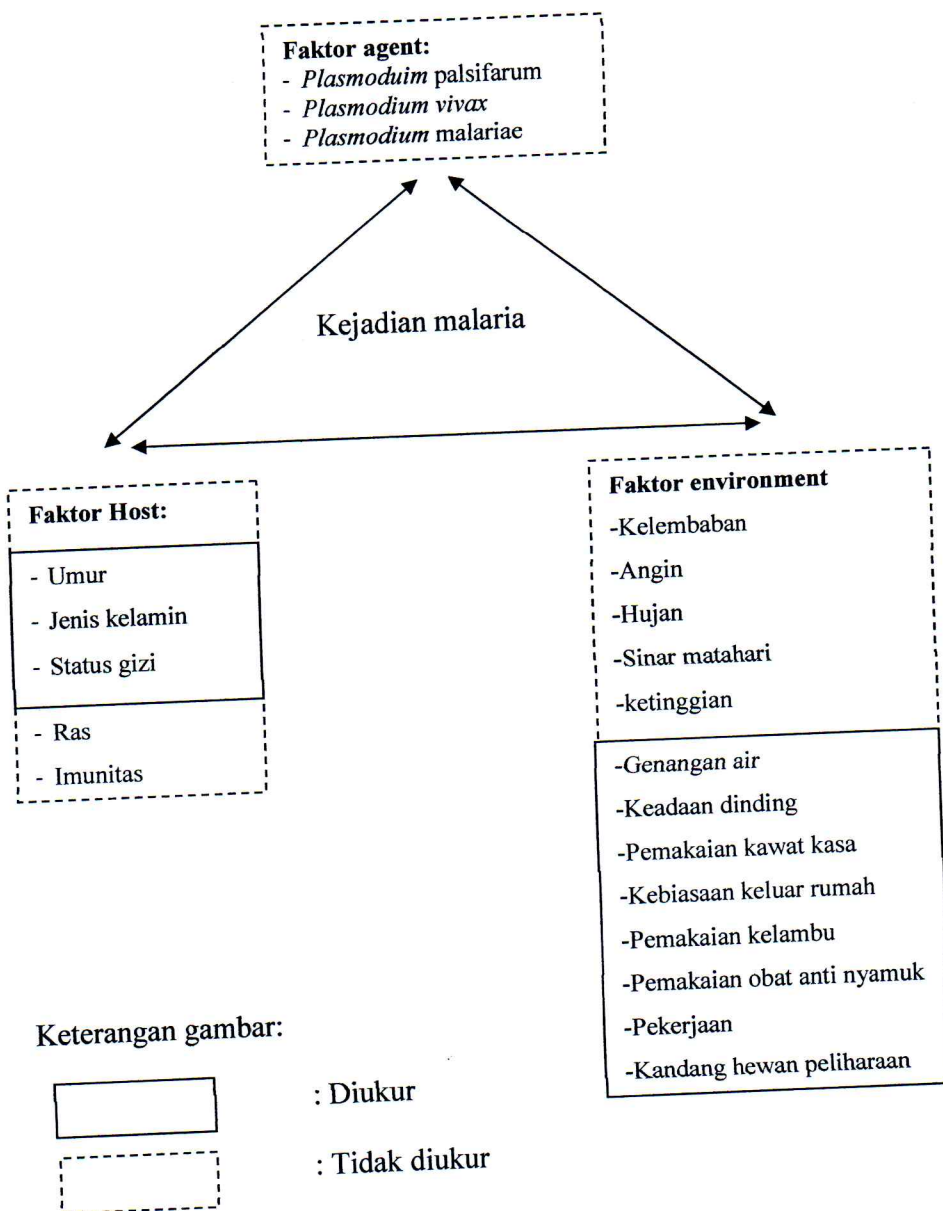 Faktor agent:
- Plasmoduim palsifarum
- Plasmodium vivax
- Plasmodium malariae
Kejadian malaria
Faktor Host:
- Umur
- Jenis kelamin
- Status gizi
- Ras
- Imunitas
Faktor environment
-Kelembaban
-Angin
-Hujan
-Sinar matahari
-ketinggian
-Genangan air
-Keadaan dinding
-Pemakaian kawat kasa
-Kebiasaan keluar rumah
-Pemakaian kelambu
-Pemakaian obat anti nyamuk
-Pekerjaan
-Kandang hewan peliharaan
Keterangan gambar:
: Diukur
: Tidak diukur